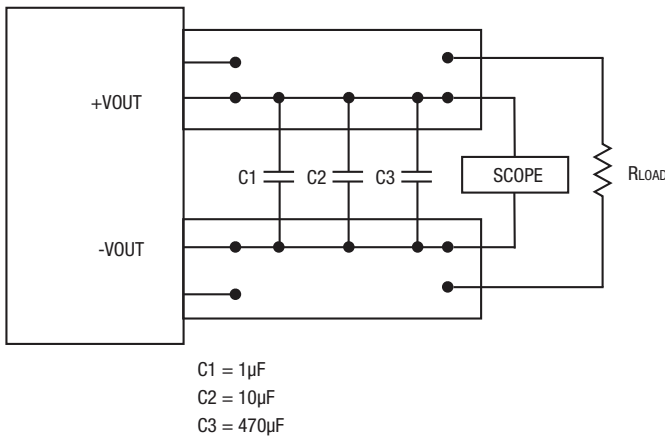 +VOUT
C1
C2
C3
SCOPE
RLOAD
-VOUT
C1 = 1µF
C2 = 10µF
C3 = 470µF